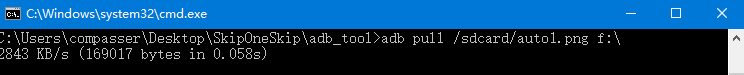 C:\Windows\system32\cmd.exe
C:\Users\compasser\Desktop\SkipOneSkip\adb_tool>adb pull /sdcard/auto1.png f:\
2843 KB/s (169017 bytes in 0.058s)